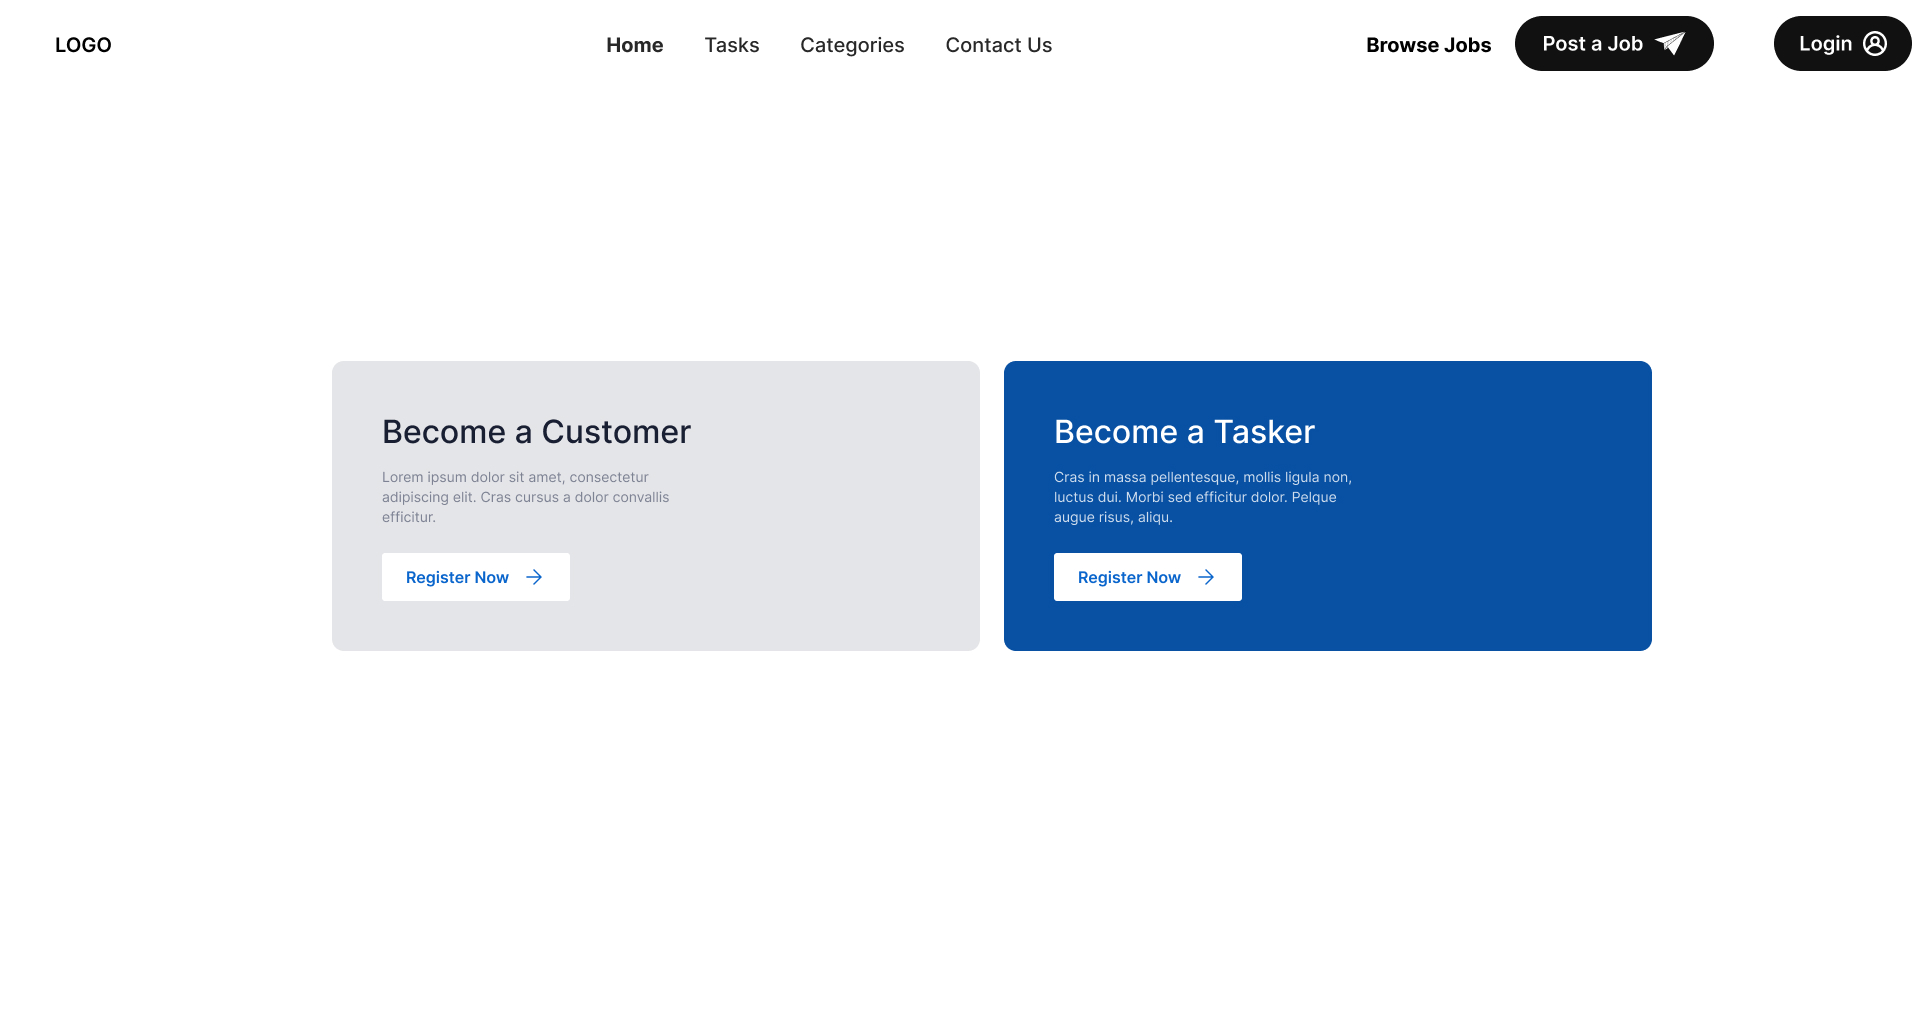 LOGO
Home
Tasks
Categories
Contact Us
Browse Jobs
Post a Job
Login
Become a Customer
Lorem ipsum dolor sit amet, consectetur
adipiscing elit. Cras cursus a dolor convallis
efficitur.
Register Now
Become a Tasker
Cras in massa pellentesque, mollis ligula non,
luctus dui. Morbi sed efficitur dolor. Pelque
augue risus, aliqu.
Register Now